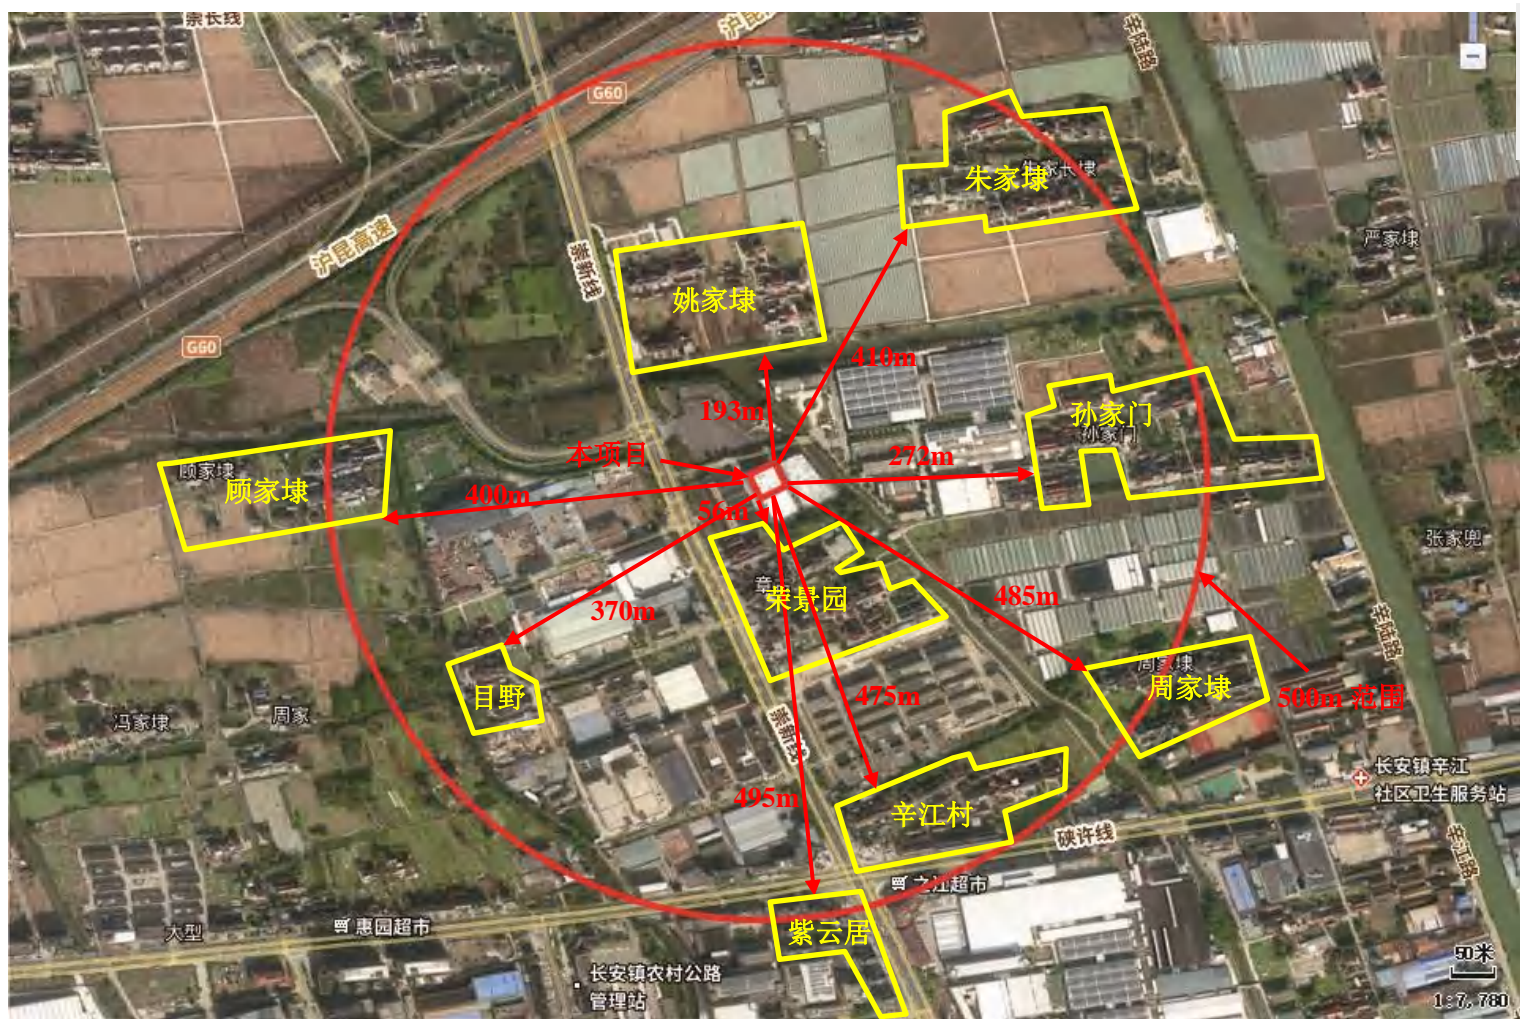 崇长线
沪昆
辛陆路
G60
朱家长埭
朱家埭
严家埭
沪昆高速
崇新线
姚家埭
G60
410m
193m
孙家门
孙家门
本项目
272m
顾家埭
顾家埭
400m
56m
张家兜
荣景园
370m
485m
辛陆路
周家埭
周家埭
目野
475m
500m 范围
冯家埭
周家
崇新线
长安镇辛江
社区卫生服务站
495m
辛江村
硖许线
辛江路
之江超市
惠园超市
大型
紫云居
长安镇农村公路
管理站
50米
1:7,780